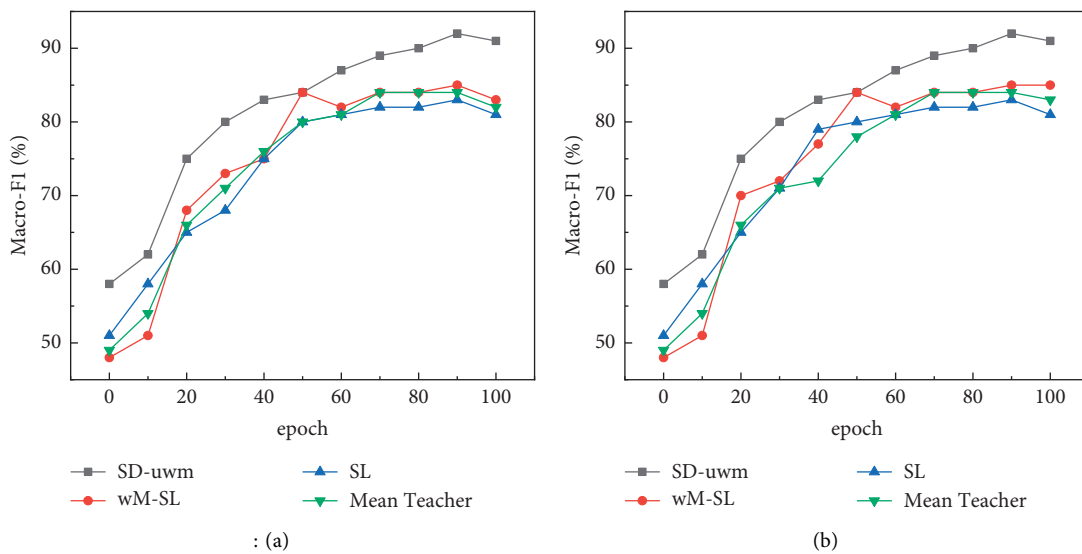 90
80
70
60
50
Macro-F1 (%)
0 20 40 60 80 100
epoch
SD-uwm SL
wM-SL Mean Teacher
: (a)
90
80
70
60
50
Macro-F1 (%)
0 20 40 60 80 100
epoch
SD-uwm SL
wM-SL Mean Teacher
(b)